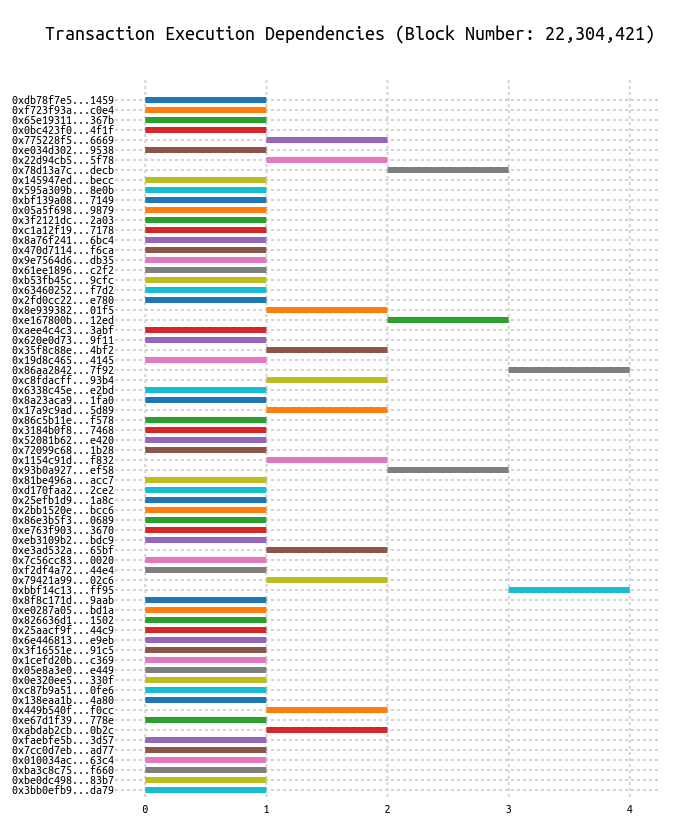 Transaction Execution Dependencies (Block Number: 22,304,421)
0xdb78f7e5...1459
0xf723f93a...c0e4
0x65e19311...367b
0x0bc423f0...4f1f
0x775228f5...6669
0xe034d302...9538
0x22d94cb5...5f78
0x78d13a7c...decb
0x145947ed...becc
0x595a309b...8e0b
0xbf139a08...7149
0x05a5f698...9879
0x3f2121dc...2a03
0xc1a12f19...7178
0x8a76f241...6bc4
0x470d7114...f6ca
0x9e7564d6...db35
0x61ee1896...c2f2
0xb53fb45c...9cfc
0x63460252...f7d2
0x2fd0cc22...e780
0x8e939382...01f5
0xe167800b...12ed
0xaee4c4c3...3abf
0x620e0d73...9f11
0x35f8c88e...4bf2
0x19d8c465...4145
0x86aa2842...7f92
0xc8fdacff...93b4
0x6338c45e...e2bd
0x8a23aca9...1fa0
0x17a9c9ad...5d89
0x86c5b11e...f578
0x3184b0f8...7468
0x52081b62...e420
0x72099c68...1b28
0x1154c91d...f832
0x93b0a927...ef58
0x81be496a...acc7
0xd170faa2...2ce2
0x25efb1d9...1a8c
0x2bb1520e...bcc6
0x86e3b5f3...0689
0xe763f903...3670
0xeb3109b2...bdc9
0xe3ad532a...65bf
0x7c56cc83...0020
0xf2df4a72...44e4
0x79421a99...02c6
0xbbf14c13...ff95
0x8f8c171d...9aab
0xe0287a05...bd1a
0x826636d1...1502
0x25aacf9f...44c9
0x6e446813...e9eb
0x3f16551e...91c5
0x1cefd20b...c369
0x05e8a3e0...e449
0x0e320ee5...330f
0xc87b9a51...0fe6
0x138eaa1b...4a80
0x449b540f...f0cc
0xe67d1f39...778e
0xabdab2cb...0b2c
0xfaebfe5b...3d57
0x7cc0d7eb...ad77
0x010034ac...63c4
0xba3c8c75...f660
0xbe0dc498...83b7
0x3bb0efb9...da79
0 1 2 3 4